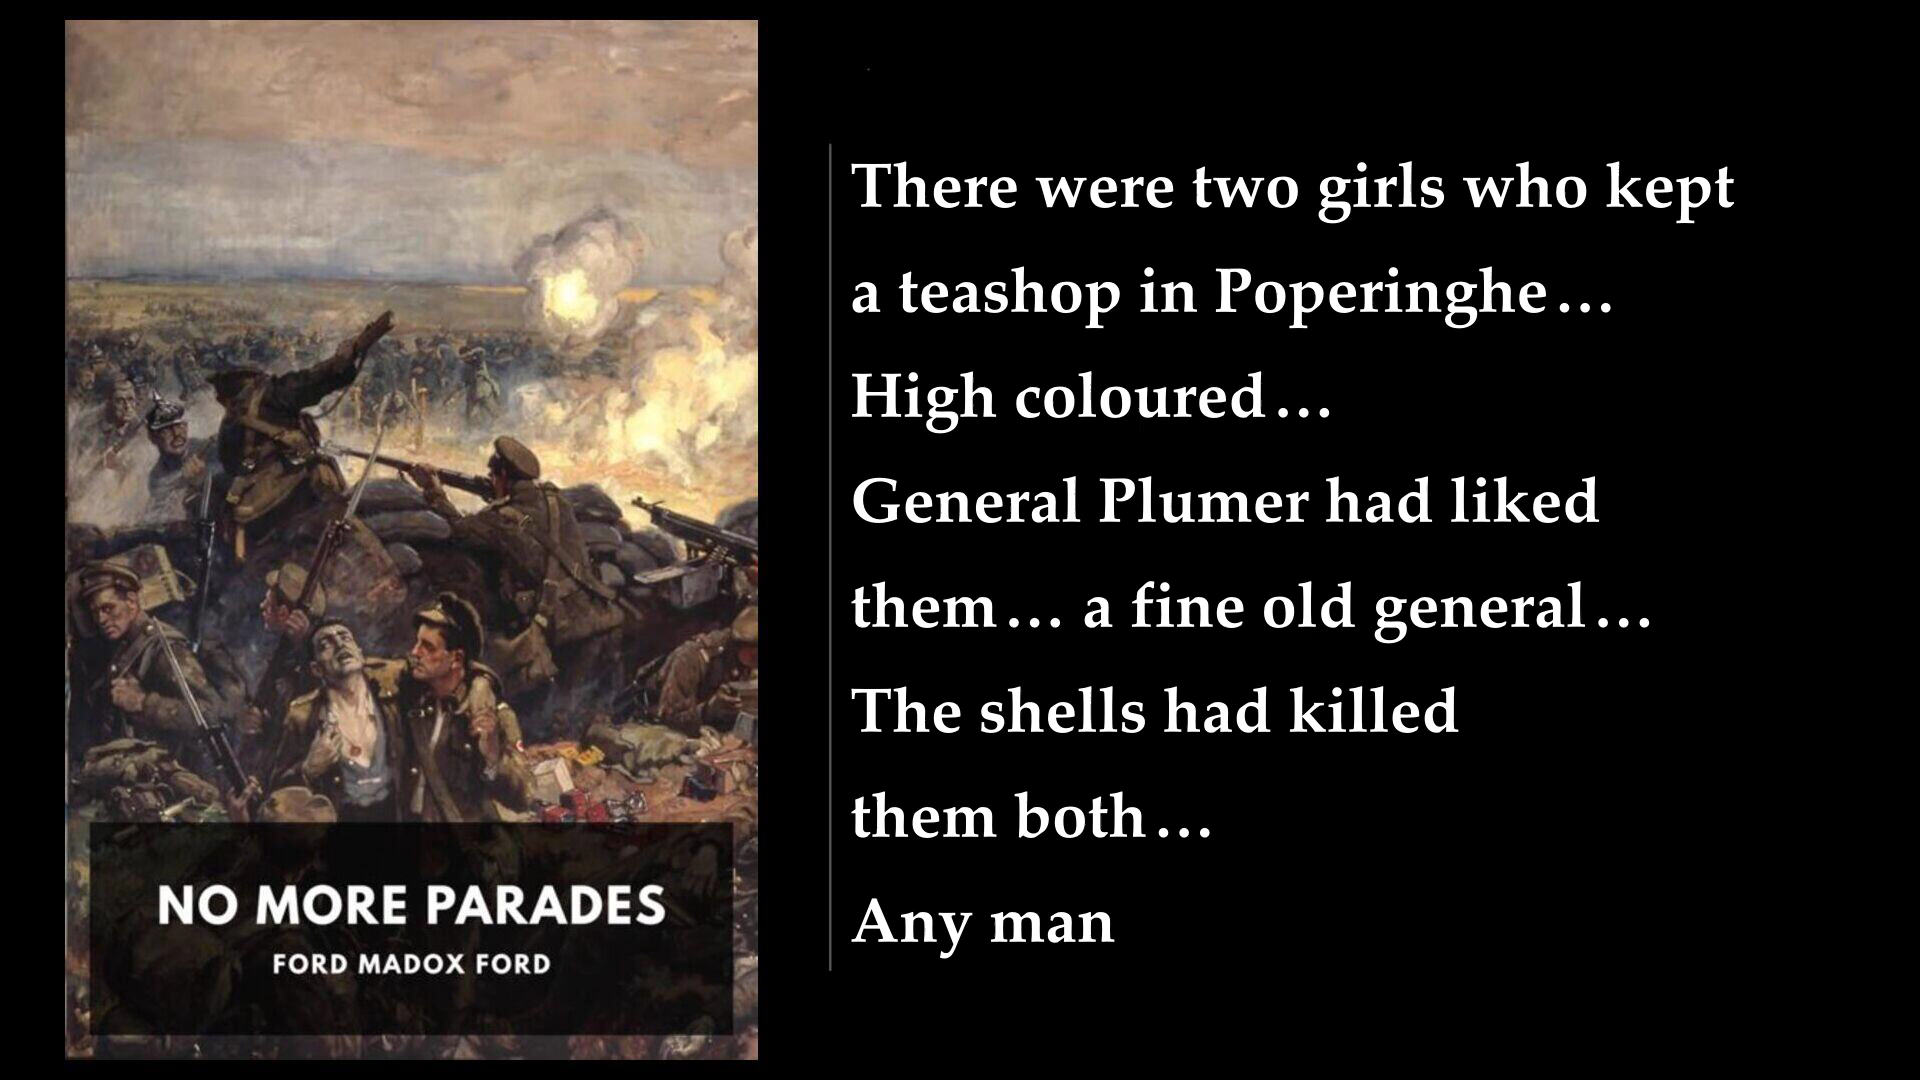 NO MORE PARADES
FORD MADOX FORD
There were two girls who kept
a teashop in Poperinghe…
High coloured…
General Plumer had liked
them… a fine old general…
The shells had killed
them both…
Any man